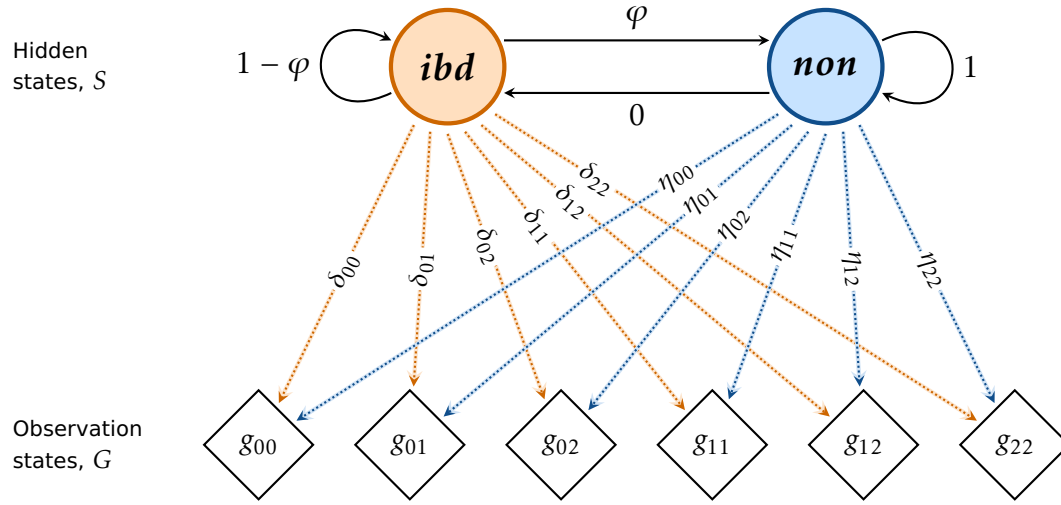 Hidden
states, S
1 − φ
ibd
φ
0
non
1
δ₀₀
δ₀₁
δ₀₂
δ₁₁
δ₁₂
δ₂₂
η₀₀
η₀₁
η₀₂
η₁₁
η₁₂
η₂₂
Observation
states, G
g₀₀
g₀₁
g₀₂
g₁₁
g₁₂
g₂₂